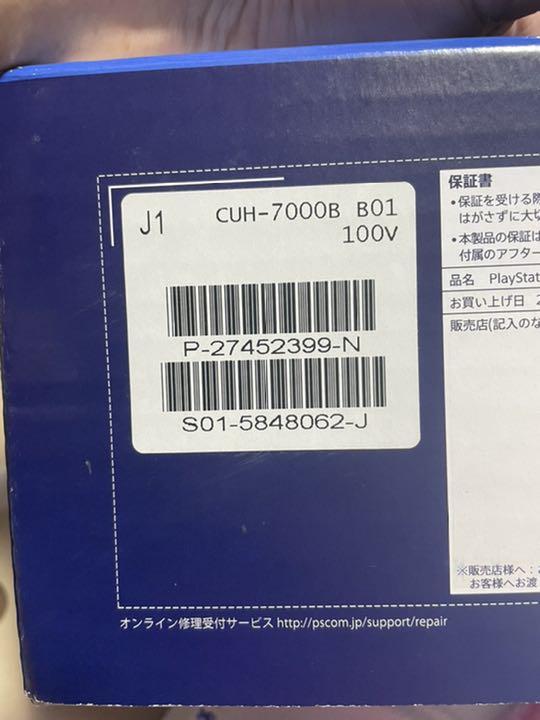 J1
CUH-7000B B01
100V
P-27452399-N
S01-5848062-J
保証書
•保証を受ける際
はがさずに大切
•本製品の保証は
付属のアフター
品名 PlayStat
お買い上げ日 2
販売店(記入のな
※販売店様へ:
お客様へお渡
オンライン修理受付サービス http://pscom.jp/support/repair